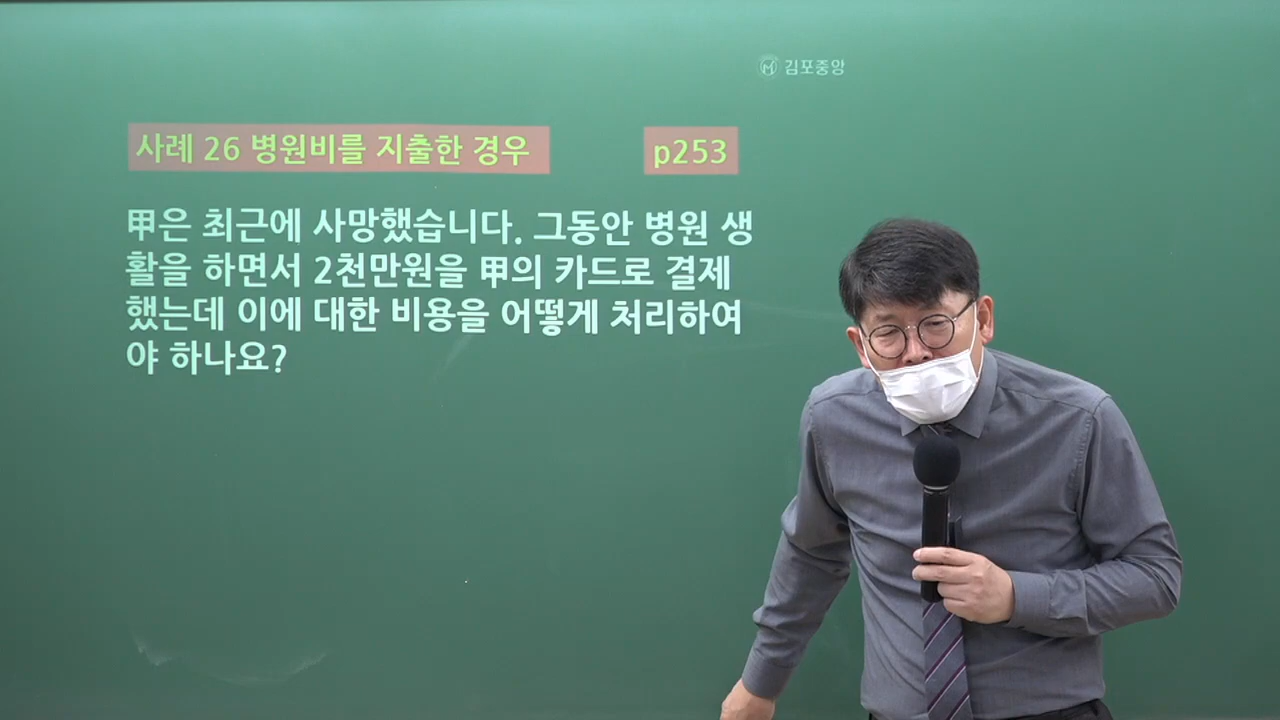 김포중앙
사례 26 병원비를 지출한 경우 p253
甲은 최근에 사망했습니다. 그동안 병원 생
활을 하면서 2천만원을 甲의 카드로 결제
했는데 이에 대한 비용을 어떻게 처리하여
야 하나요?